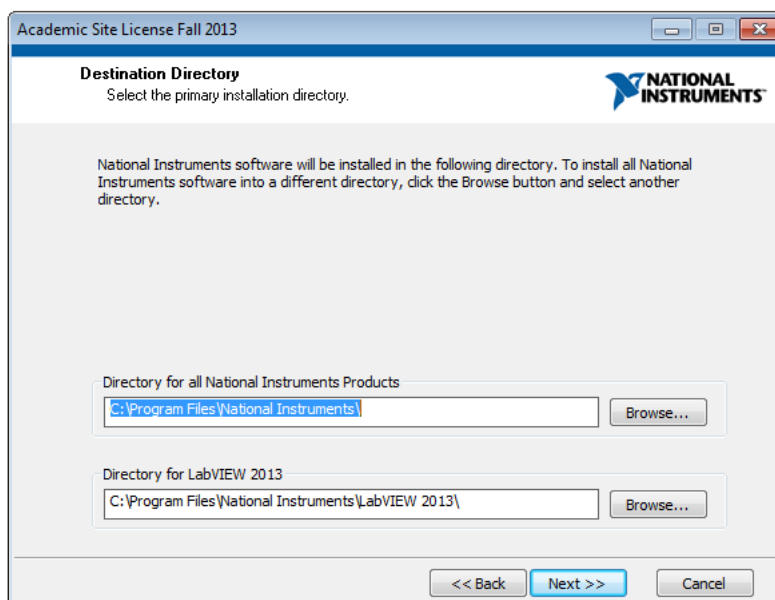 Academic Site License Fall 2013
Destination Directory
Select the primary installation directory.
NATIONAL
INSTRUMENTS™
National Instruments software will be installed in the following directory. To install all National
Instruments software into a different directory, click the Browse button and select another
directory.
Directory for all National Instruments Products
C:\Program Files\National Instruments\
Browse...
Directory for LabVIEW 2013
C:\Program Files\National Instruments\LabVIEW 2013\
Browse...
<< Back
Next >>
Cancel